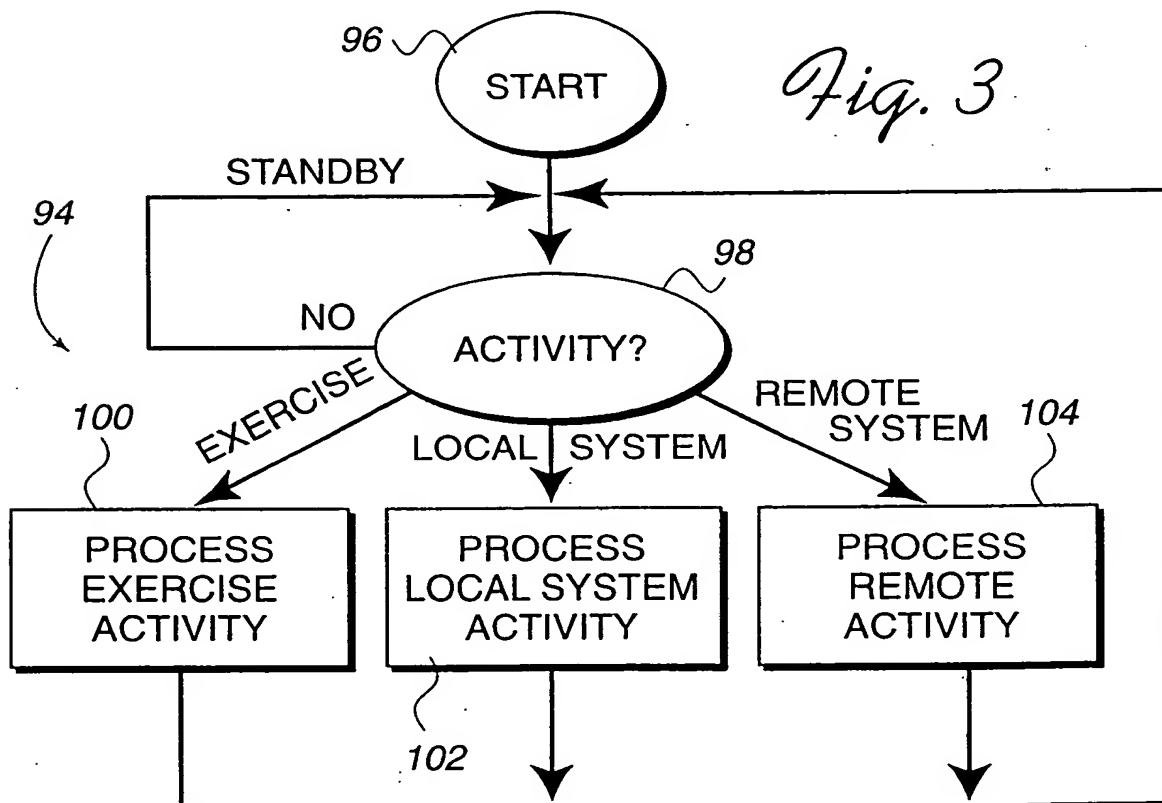 96
START
Fig. 3
STANDBY
94
98
NO
ACTIVITY?
EXERCISE
LOCAL SYSTEM
REMOTE
SYSTEM
100
104
PROCESS
EXERCISE
ACTIVITY
PROCESS
LOCAL SYSTEM
ACTIVITY
PROCESS
REMOTE
ACTIVITY
102